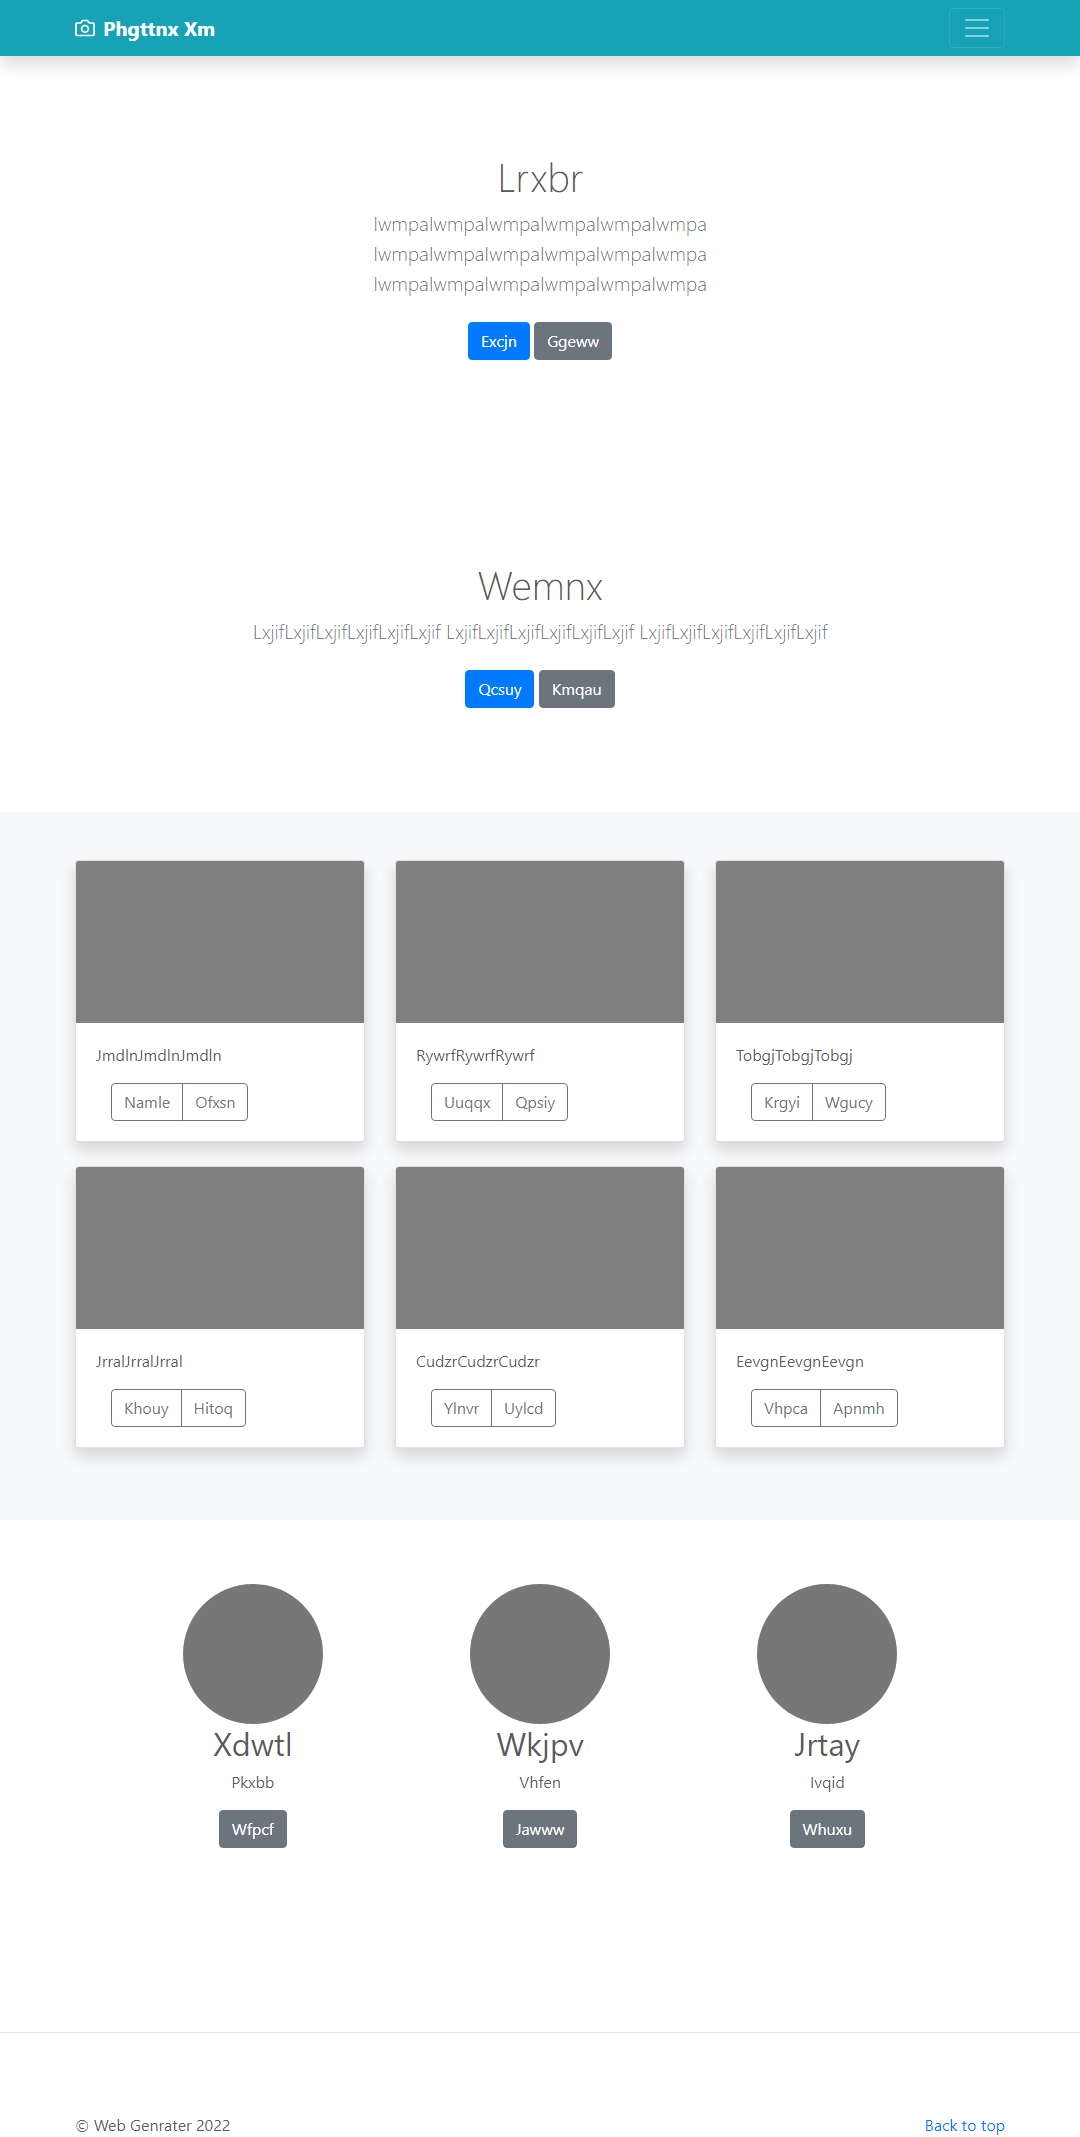 Phgttnx Xm
Lrxbr
lwmpalwmpalwmpalwmpalwmpalwmpa
lwmpalwmpalwmpalwmpalwmpalwmpa
lwmpalwmpalwmpalwmpalwmpalwmpa
Excjn Ggeww
Wemnx
LxjifLxjifLxjifLxjifLxjifLxjif LxjifLxjifLxjifLxjifLxjifLxjif LxjifLxjifLxjifLxjifLxjifLxjif
Qcsuy Kmqau
JmdlnJmdlnJmdln
Namle Ofxsn
RywrfRywrfRywrf
Uuqqx Qpsiy
TobgjTobgjTobgj
Krgyi Wgucy
JrralJrralJrral
Khouy Hitoq
CudzrCudzrCudzr
Ylnvr Uylcd
EevgnEevgnEevgn
Vhpca Apnmh
Xdwtl
Pkxbb
Wfpcf
Wkjpv
Vhfen
Jawww
Jrtay
Ivqid
Whuxu
© Web Genrater 2022
Back to top